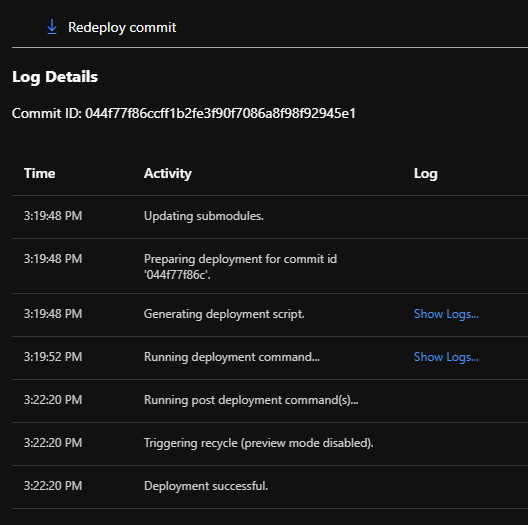 Redeploy commit
Log Details
Commit ID: 044f77f86ccff1b2fe3f90f7086a8f98f92945e1
Time Activity Log
3:19:48 PM Updating submodules.
3:19:48 PM Preparing deployment for commit id
'044f77f86c'.
3:19:48 PM Generating deployment script. Show Logs...
3:19:52 PM Running deployment command... Show Logs...
3:22:20 PM Running post deployment command(s)...
3:22:20 PM Triggering recycle (preview mode disabled).
3:22:20 PM Deployment successful.